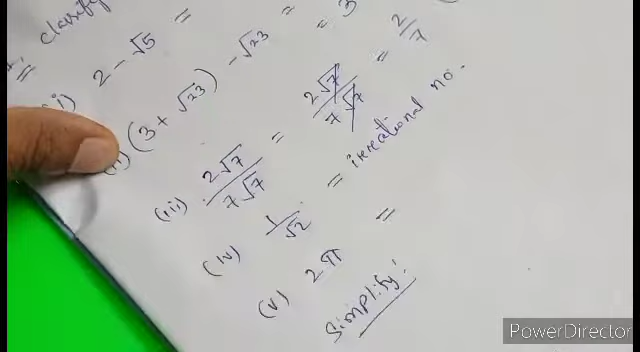 classify
i) 2 - √5 =
(ii) (3 + √23) - √23 = 3
(iii) 2√7/7√7 = 2√7/7√7 = 2/7
(iv) 1/√2 = irrational no.
(v) 2π =
Simplify:
PowerDirector